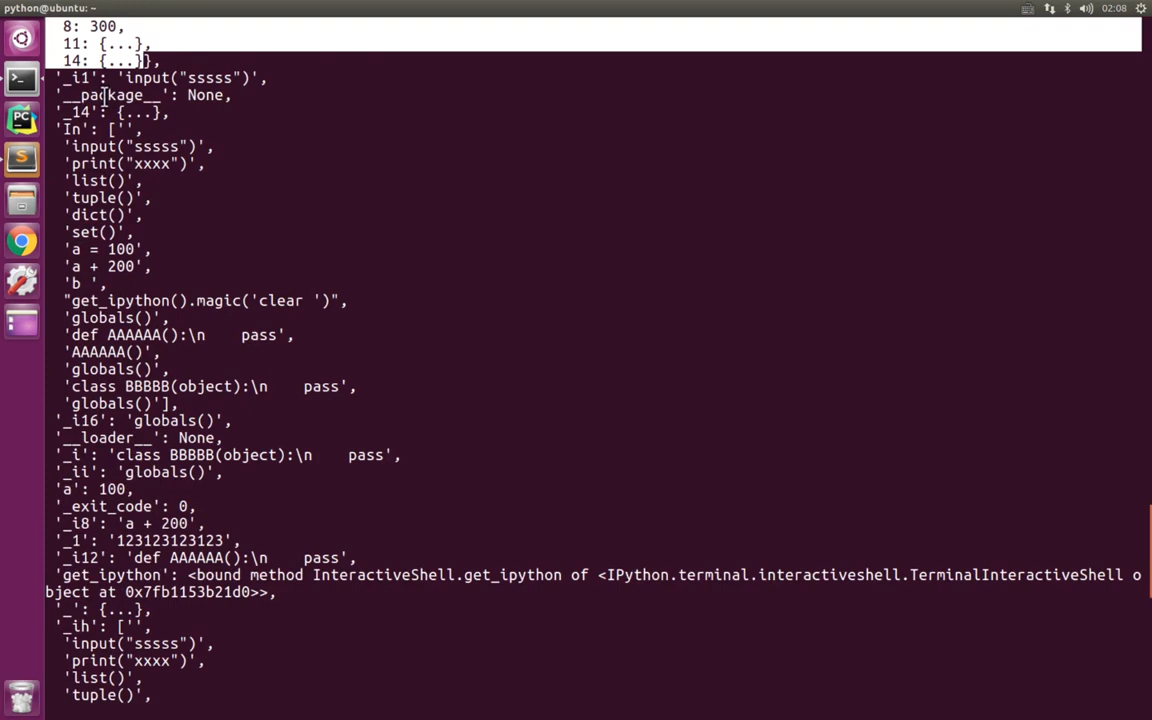 python@ubuntu: ~
02:08
8: 300,
11: {...},
14: {...}},
'_i1': 'input("sssss")',
'__package__': None,
'_14': {...},
'In': ['',
'input("sssss")',
'print("xxxx")',
'list()',
'tuple()',
'dict()',
'set()',
'a = 100',
'a + 200',
'b ',
"get_ipython().magic('clear ')",
'globals()',
'def AAAAAA():\n    pass',
'AAAAAA()',
'globals()',
'class BBBBB(object):\n    pass',
'globals()'],
'_i16': 'globals()',
'__loader__': None,
'_i': 'class BBBBB(object):\n    pass',
'_ii': 'globals()',
'a': 100,
'_exit_code': 0,
'_i8': 'a + 200',
'_1': '123123123123',
'_i12': 'def AAAAAA():\n    pass',
'get_ipython': <bound method InteractiveShell.get_ipython of <IPython.terminal.interactiveshell.TerminalInteractiveShell o
bject at 0x7fb1153b21d0>>,
'_': {...},
'_ih': ['',
'input("sssss")',
'print("xxxx")',
'list()',
'tuple()',